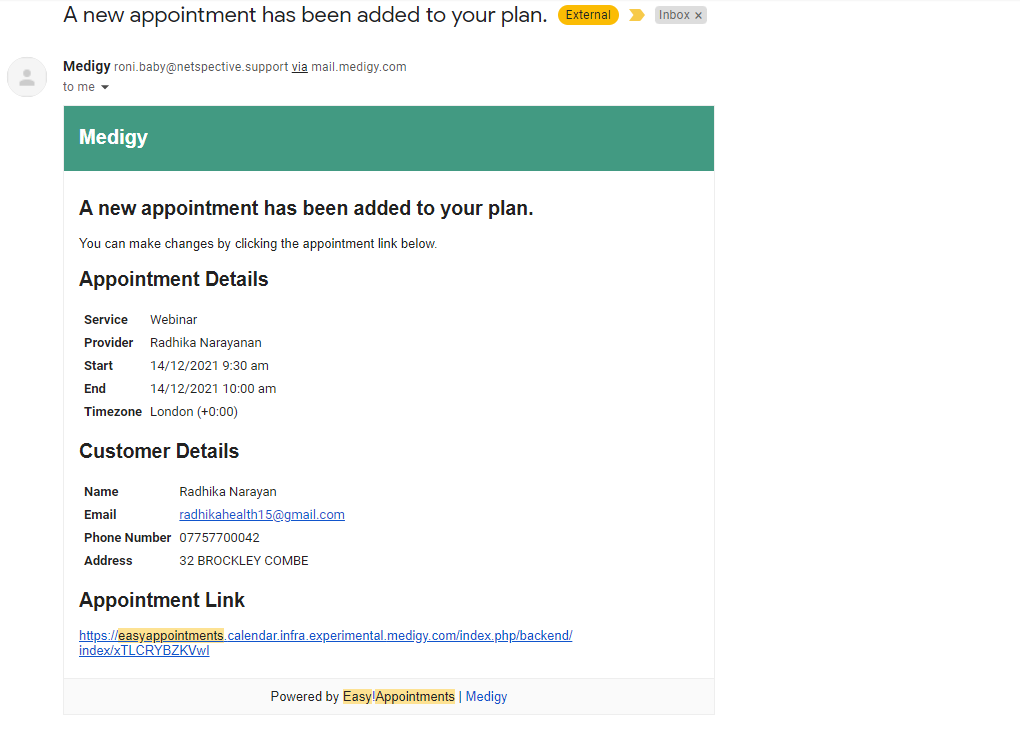 A new appointment has been added to your plan. External Inbox x
Medigy roni.baby@netspective.support via mail.medigy.com
to me
Medigy
A new appointment has been added to your plan.
You can make changes by clicking the appointment link below.
Appointment Details
Service Webinar
Provider Radhika Narayanan
Start 14/12/2021 9:30 am
End 14/12/2021 10:00 am
Timezone London (+0:00)
Customer Details
Name Radhika Narayan
Email radhikahealth15@gmail.com
Phone Number 07757700042
Address 32 BROCKLEY COMBE
Appointment Link
https://easyappointments.calendar.infra.experimental.medigy.com/index.php/backend/
index/xTLCRYBZKVwI
Powered by Easy!Appointments | Medigy